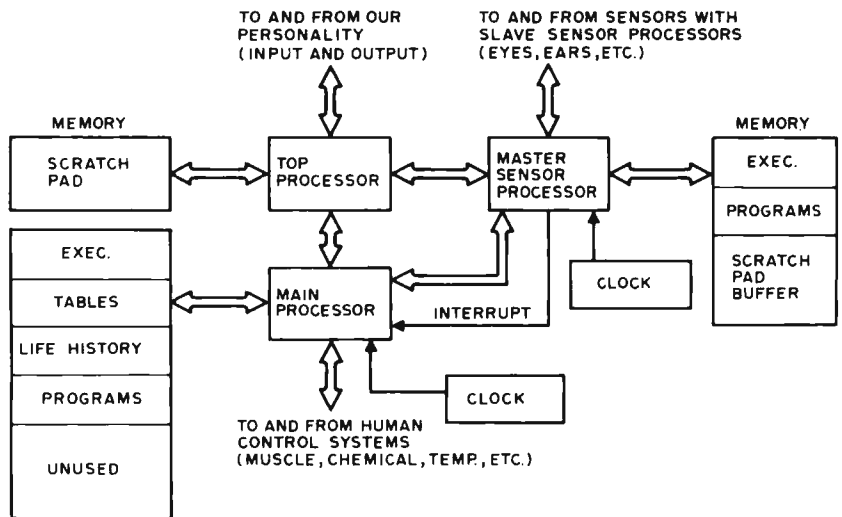 TO AND FROM OUR
PERSONALITY
(INPUT AND OUTPUT)
TO AND FROM SENSORS WITH
SLAVE SENSOR PROCESSORS
(EYES, EARS, ETC.)
MEMORY
SCRATCH
PAD
TOP
PROCESSOR
MASTER
SENSOR
PROCESSOR
MEMORY
EXEC.
PROGRAMS
SCRATCH
PAD
BUFFER
EXEC.
TABLES
LIFE HISTORY
PROGRAMS
UNUSED
MAIN
PROCESSOR
INTERRUPT
CLOCK
CLOCK
TO AND FROM HUMAN
CONTROL SYSTEMS
(MUSCLE, CHEMICAL, TEMP., ETC.)